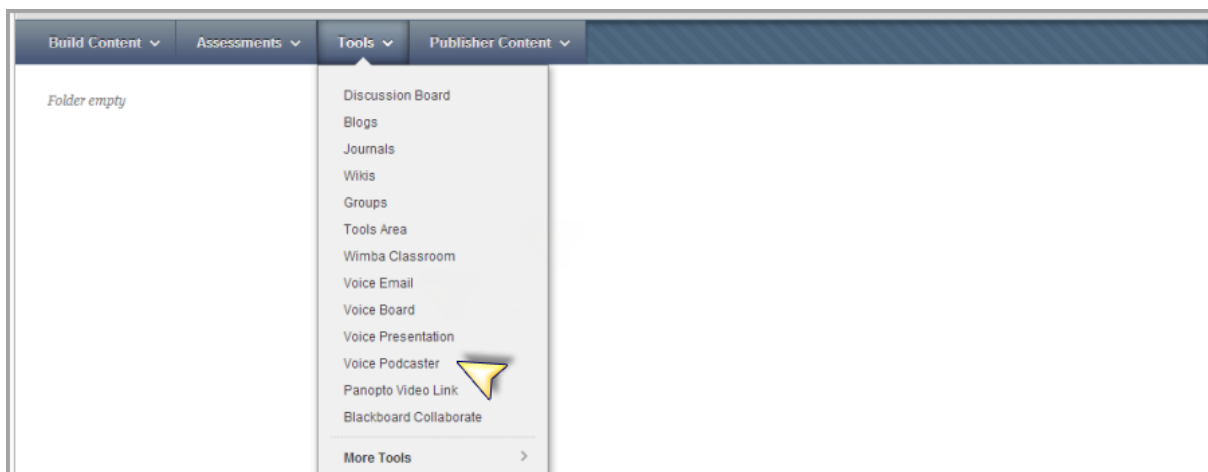 Build Content Assessments Tools Publisher Content
Folder empty
Discussion Board
Blogs
Journals
Wikis
Groups
Tools Area
Wimba Classroom
Voice Email
Voice Board
Voice Presentation
Voice Podcaster
Panopto Video Link
Blackboard Collaborate
More Tools